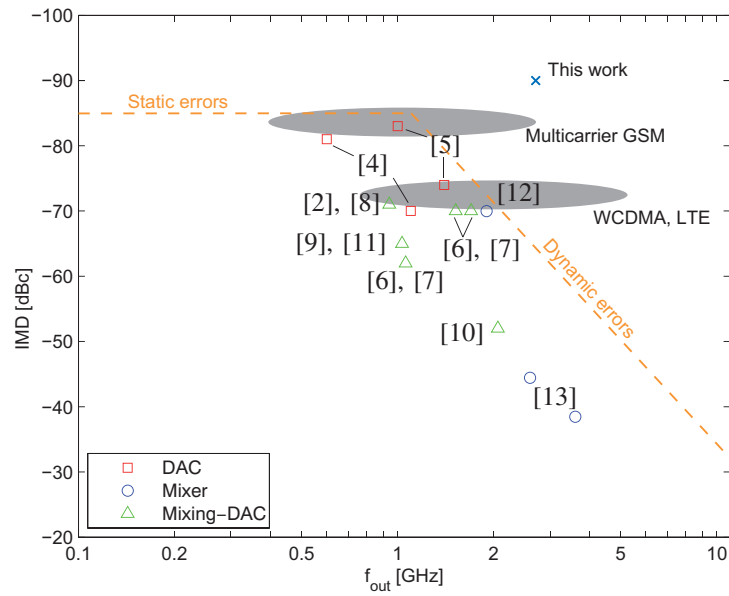 −100
−90
−80
−70
−60
−50
−40
−30
−20
IMD [dBc]
This work
Static errors
Multicarrier GSM
[5]
[4]
[12]
[2], [8]
WCDMA, LTE
[9], [11]
[6], [7]
[6], [7]
Dynamic errors
[10]
[13]
DAC
Mixer
Mixing−DAC
0.1
0.2
0.5
1
2
5
10
fout [GHz]